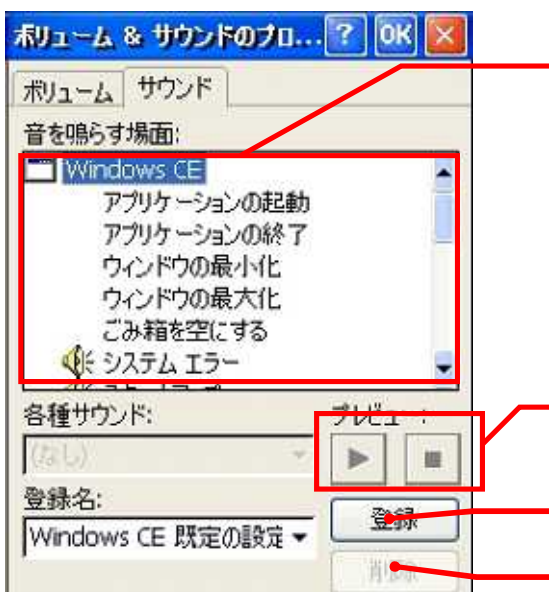 ボリューム & サウンドのプロ... ? OK
ボリューム サウンド
音を鳴らす場面:
Windows CE
アプリケーションの起動
アプリケーションの終了
ウィンドウの最小化
ウィンドウの最大化
ごみ箱を空にする
システム エラー
各種サウンド: プレビュー:
(なし)
登録名:
登録
Windows CE 既定の設定
削除